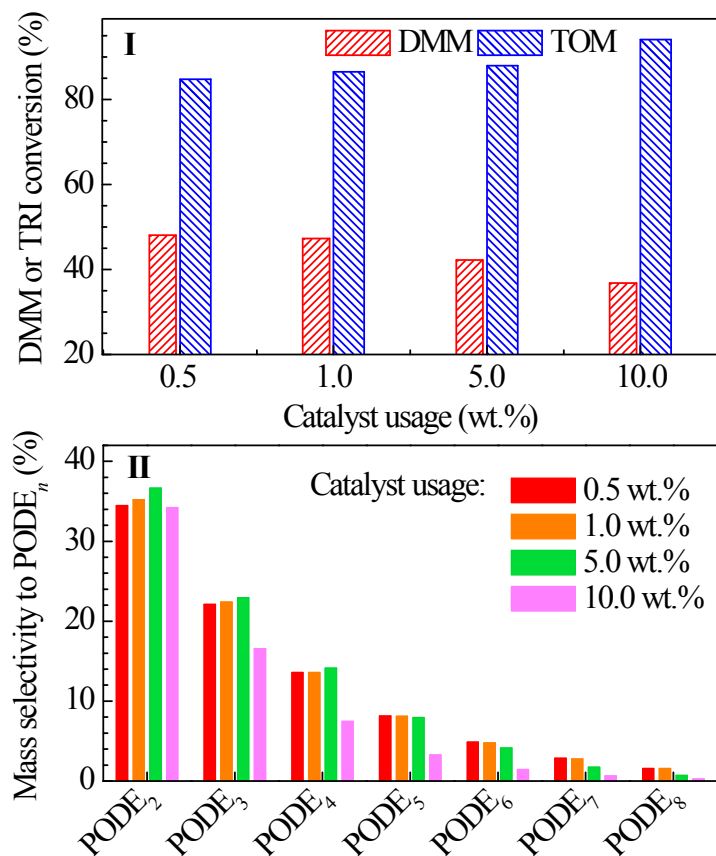 I
DMM
TOM
DMM or TRI conversion (%)
80
60
40
20
0.5
1.0
5.0
10.0
Catalyst usage (wt.%)
II
Catalyst usage:
0.5 wt.%
1.0 wt.%
5.0 wt.%
10.0 wt.%
Mass selectivity to PODEₙ (%)
40
30
20
10
0
PODE₂
PODE₃
PODE₄
PODE₅
PODE₆
PODE₇
PODE₈